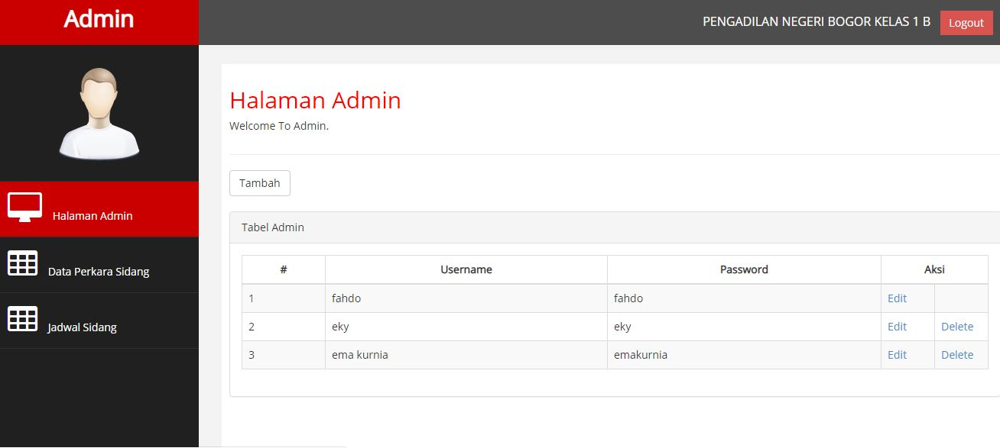 Admin
PENGADILAN NEGERI BOGOR KELAS 1 B Logout
Halaman Admin
Data Perkara Sidang
Jadwal Sidang
Halaman Admin
Welcome To Admin.
Tambah
Tabel Admin
# Username Password Aksi
1 fahdo fahdo Edit
2 eky eky Edit Delete
3 ema kurnia emakurnia Edit Delete